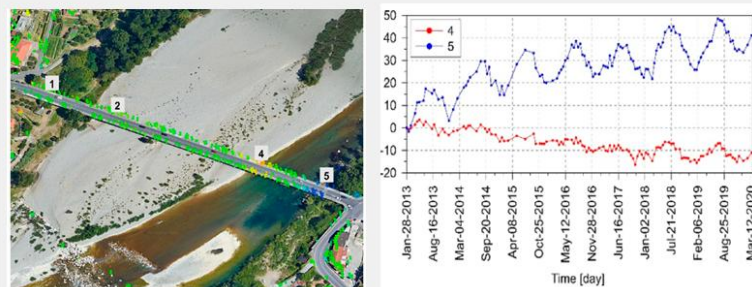 1
2
4
5
50
40
30
20
10
0
-10
-20
4
5
Jan-28-2013
Aug-16-2013
Mar-04-2014
Sep-20-2014
Apr-08-2015
Oct-25-2015
May-12-2016
Nov-28-2016
Jun-16-2017
Jan-02-2018
Jul-21-2018
Feb-06-2019
Aug-25-2019
Time [day]